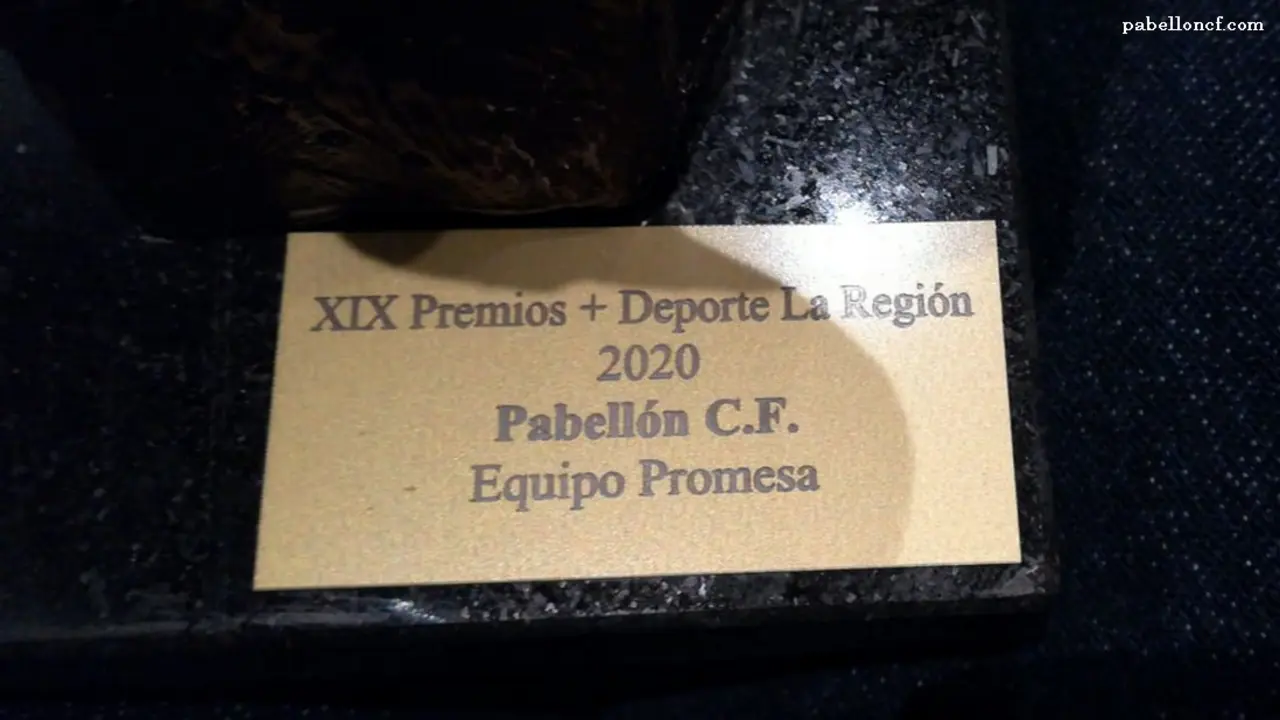 pabelloncf.com
XIX Premios + Deporte La Región
2020
Pabellón C.F.
Equipo Promesa